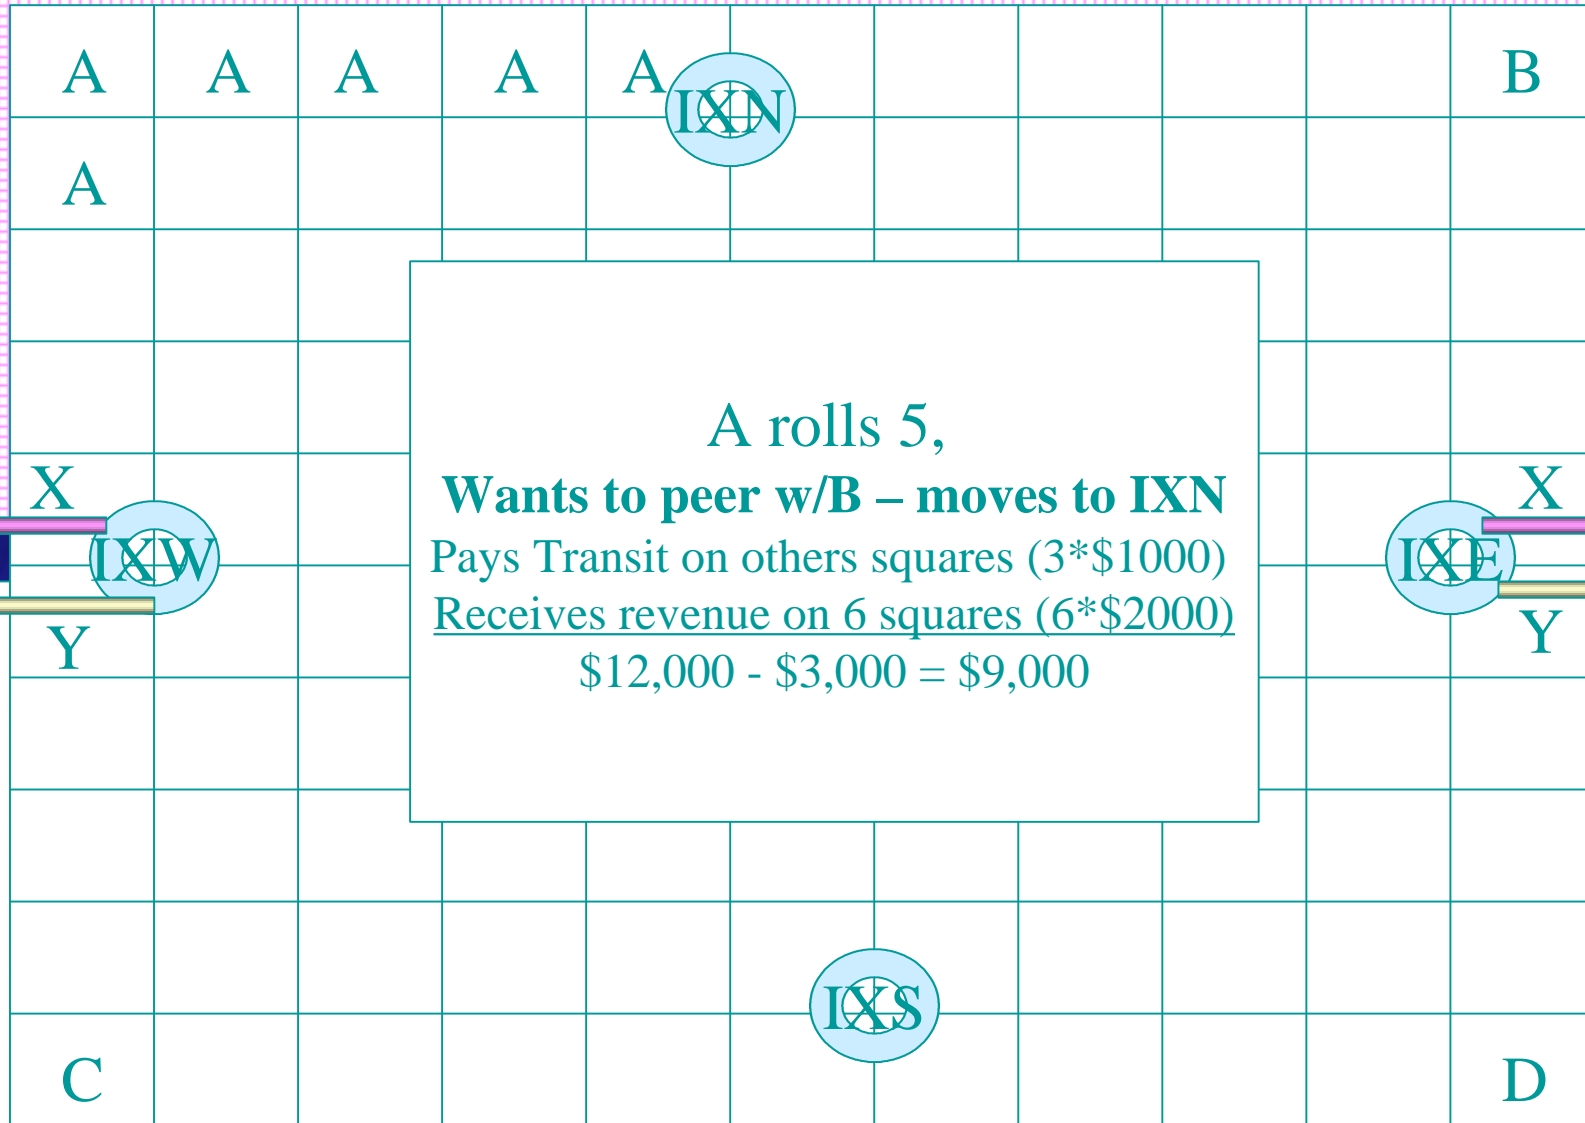 A A A A A B
IXN
A
A rolls 5,
Wants to peer w/B – moves to IXN
Pays Transit on others squares (3*$1000)
Receives revenue on 6 squares (6*$2000)
$12,000 - $3,000 = $9,000
X X
IXW IXE
Y Y
IXS
C D